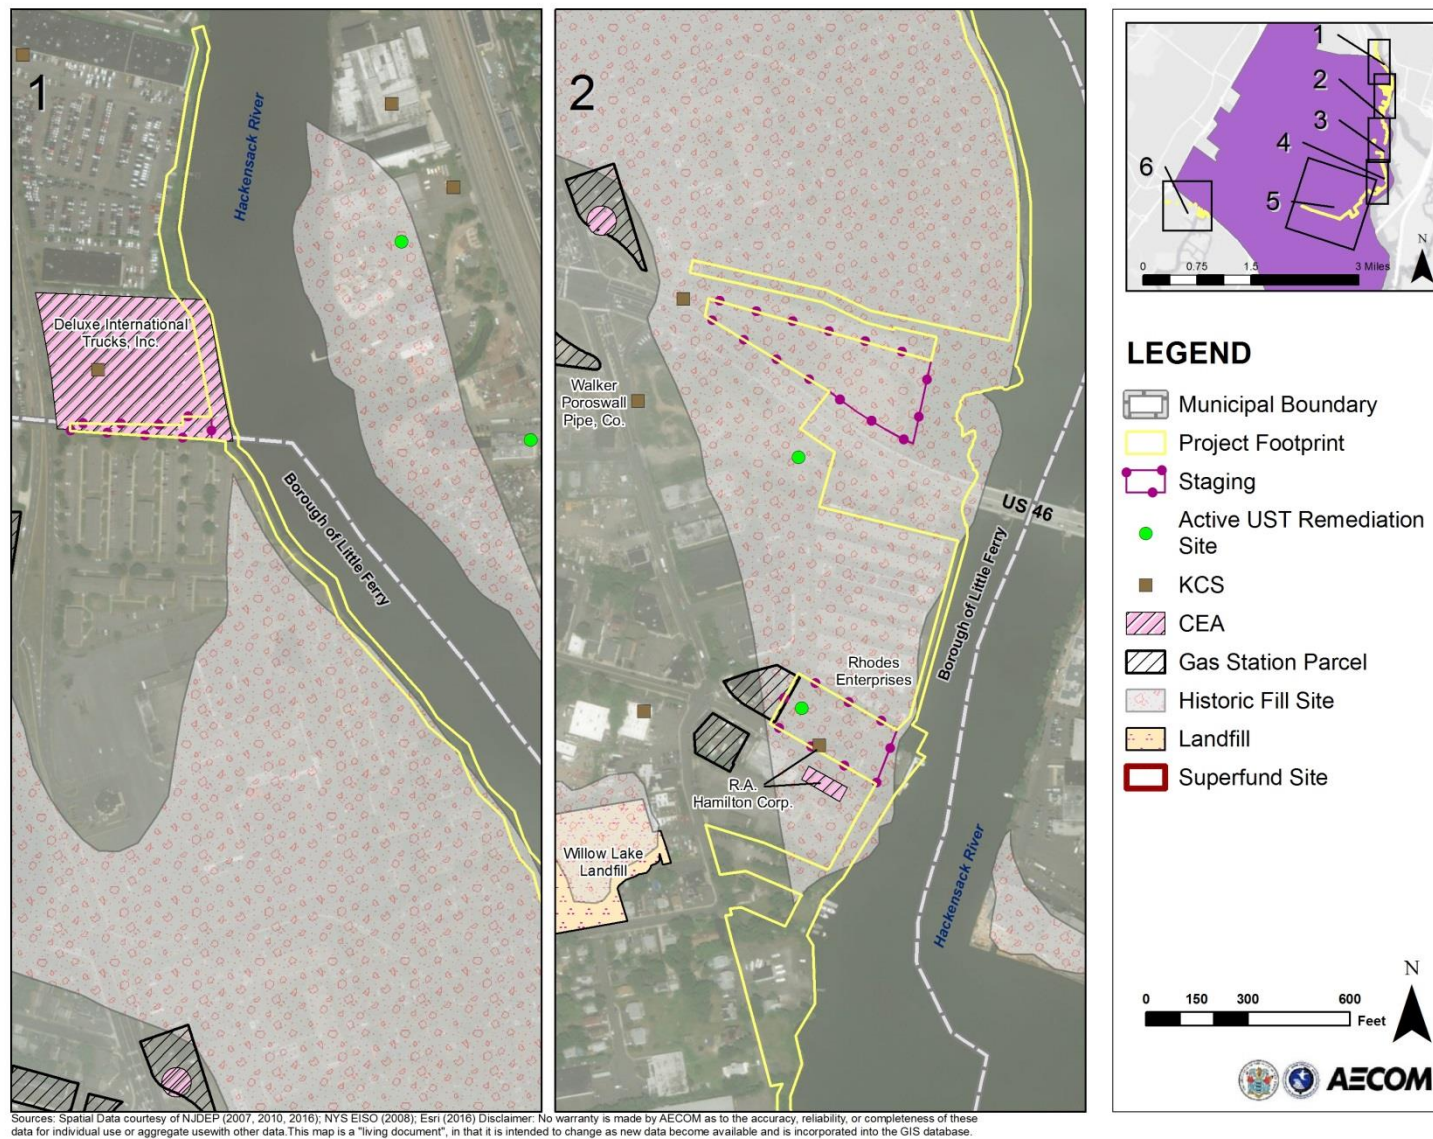 1
Hackensack River
Deluxe International
Trucks, Inc.
Borough of Little Ferry
2
Walker
Poroswall
Pipe, Co.
US 46
Borough of Little Ferry
Rhodes
Enterprises
R.A.
Hamilton Corp.
Willow Lake
Landfill
Hackensack River
1
2
3
4
5
6
N
0 0.75 1.5 3 Miles
LEGEND
Municipal Boundary
Project Footprint
Staging
Active UST Remediation
Site
KCS
CEA
Gas Station Parcel
Historic Fill Site
Landfill
Superfund Site
N
0 150 300 600
Feet
AECOM
Sources: Spatial Data courtesy of NJDEP (2007, 2010, 2016); NYS EISO (2008); Esri (2016) Disclaimer: No warranty is made by AECOM as to the accuracy, reliability, or completeness of these
data for individual use or aggregate usewith other data.This map is a "living document", in that it is intended to change as new data become available and is incorporated into the GIS database.